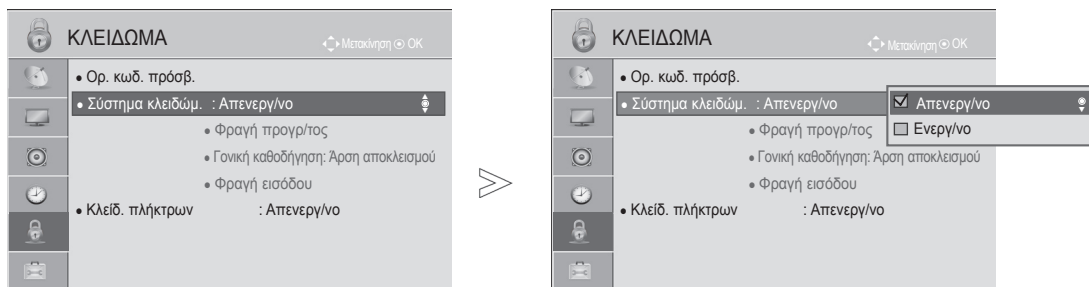 ΚΛΕΙΔΩΜΑ
Μετακίνηση OK
• Ορ. κωδ. πρόσβ.
• Σύστημα κλειδώμ. : Απενεργ/νο
• Φραγή προγρ/τος
• Γονική καθοδήγηση: Άρση αποκλεισμού
• Φραγή εισόδου
• Κλείδ. πλήκτρων : Απενεργ/νο
ΚΛΕΙΔΩΜΑ
Μετακίνηση OK
• Ορ. κωδ. πρόσβ.
• Σύστημα κλειδώμ. : Απενεργ/νο
• Φραγή προγρ/τος
• Γονική καθοδήγηση: Άρση αποκλεισμού
• Φραγή εισόδου
• Κλείδ. πλήκτρων : Απενεργ/νο
Απενεργ/νο
Ενεργ/νο